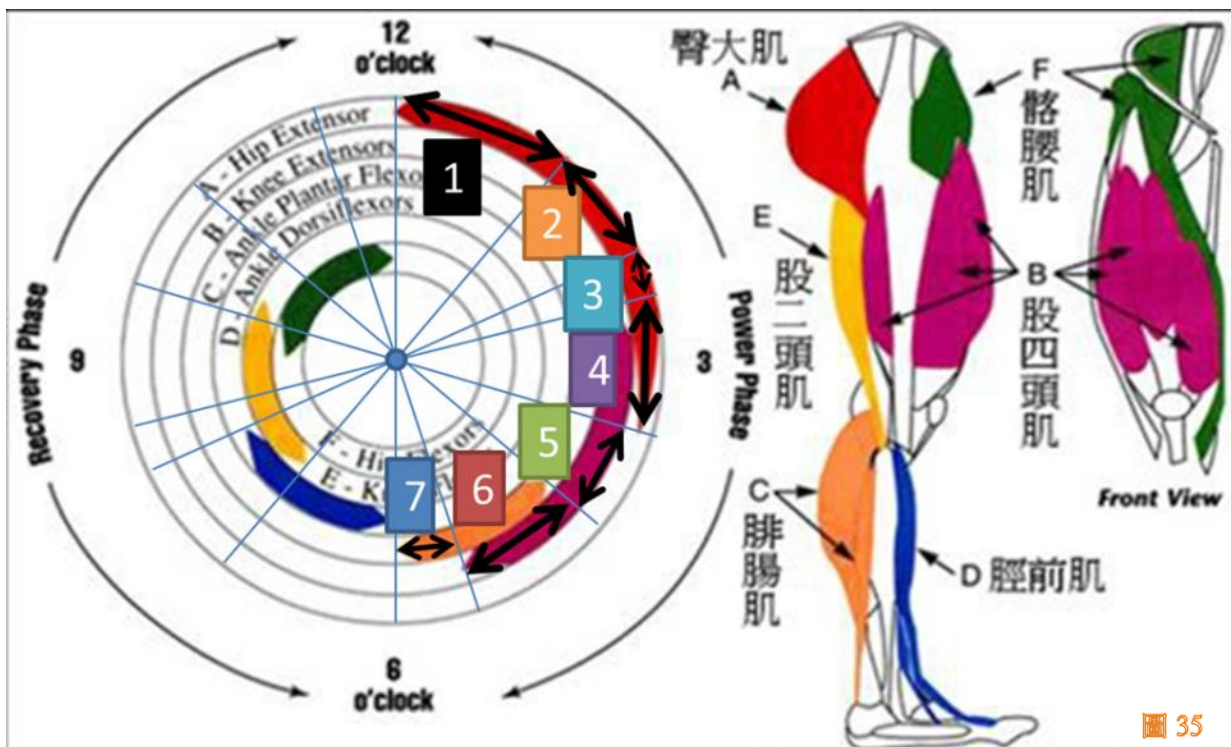 12
o'clock
A - Hip Extensor
B - Knee Extensors
C - Ankle Plantar Flexo
D - Ankle Dorsiflexors
Recovery Phase
9
1
2
3
4
5
6
7
Power Phase
3
F - Hip Flexors
E - K
6
o'clock
臀大肌
A
F
髂腰肌
E
股二頭肌
B
股四頭肌
C
腓腸肌
D 脛前肌
Front View
圖 35